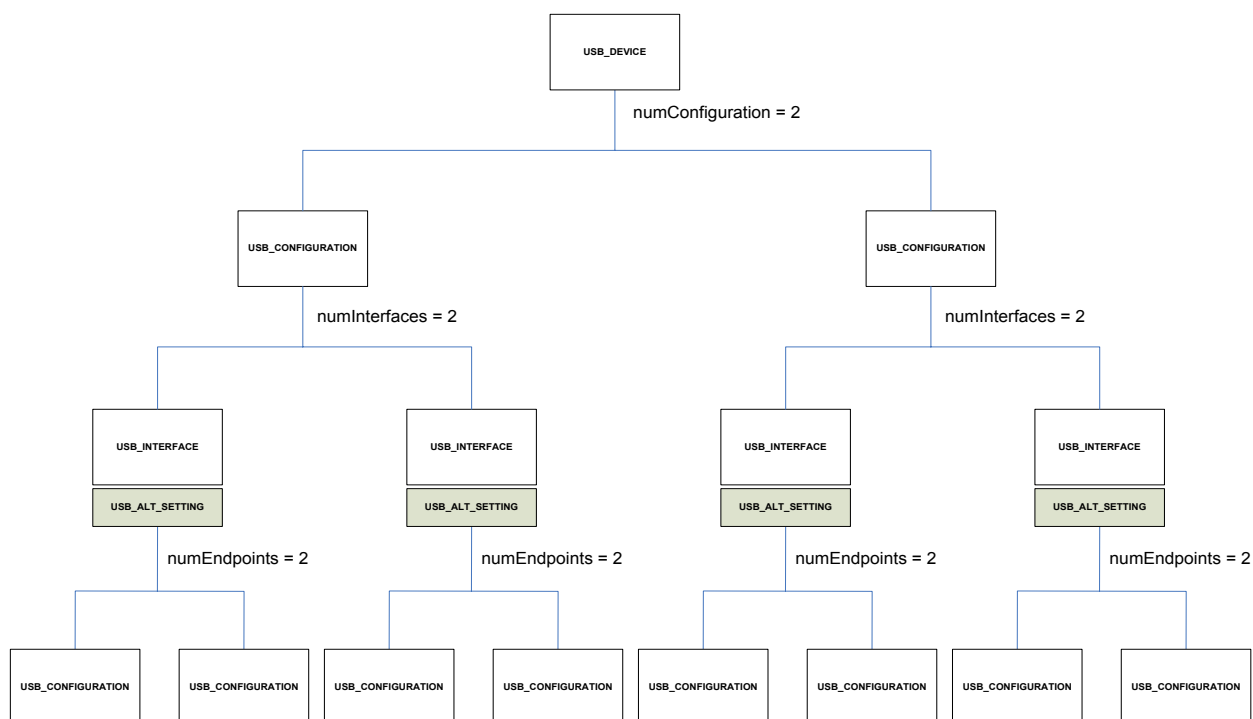 USB_DEVICE
numConfiguration = 2
USB_CONFIGURATION
USB_CONFIGURATION
numInterfaces = 2
numInterfaces = 2
USB_INTERFACE
USB_INTERFACE
USB_INTERFACE
USB_INTERFACE
USB_ALT_SETTING
USB_ALT_SETTING
USB_ALT_SETTING
USB_ALT_SETTING
numEndpoints = 2
numEndpoints = 2
numEndpoints = 2
numEndpoints = 2
USB_CONFIGURATION
USB_CONFIGURATION
USB_CONFIGURATION
USB_CONFIGURATION
USB_CONFIGURATION
USB_CONFIGURATION
USB_CONFIGURATION
USB_CONFIGURATION